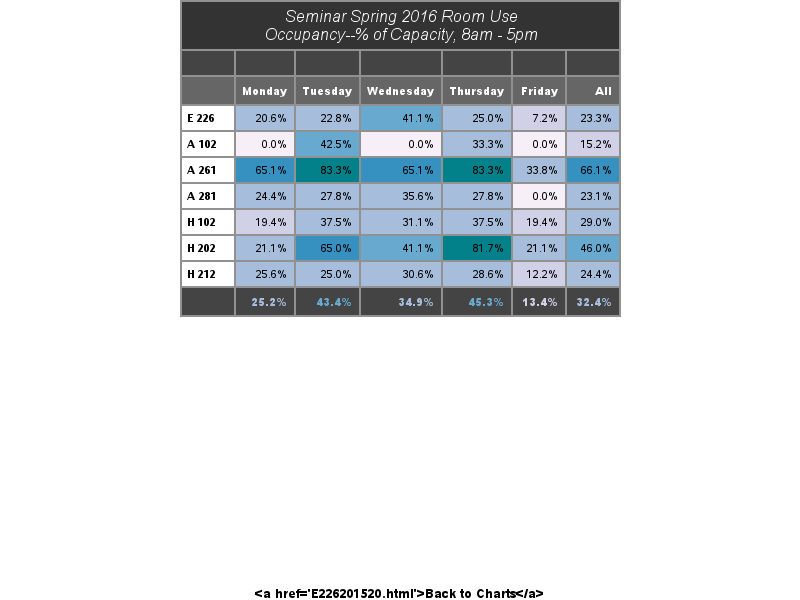 Seminar Spring 2016 Room Use
Occupancy--% of Capacity, 8am - 5pm
Monday Tuesday Wednesday Thursday Friday All
E 226 20.6% 22.8% 41.1% 25.0% 7.2% 23.3%
A 102 0.0% 42.5% 0.0% 33.3% 0.0% 15.2%
A 261 65.1% 83.3% 65.1% 83.3% 33.8% 66.1%
A 281 24.4% 27.8% 35.6% 27.8% 0.0% 23.1%
H 102 19.4% 37.5% 31.1% 37.5% 19.4% 29.0%
H 202 21.1% 65.0% 41.1% 81.7% 21.1% 46.0%
H 212 25.6% 25.0% 30.6% 28.6% 12.2% 24.4%
25.2% 43.4% 34.9% 45.3% 13.4% 32.4%
<a href='E226201520.html'>Back to Charts</a>